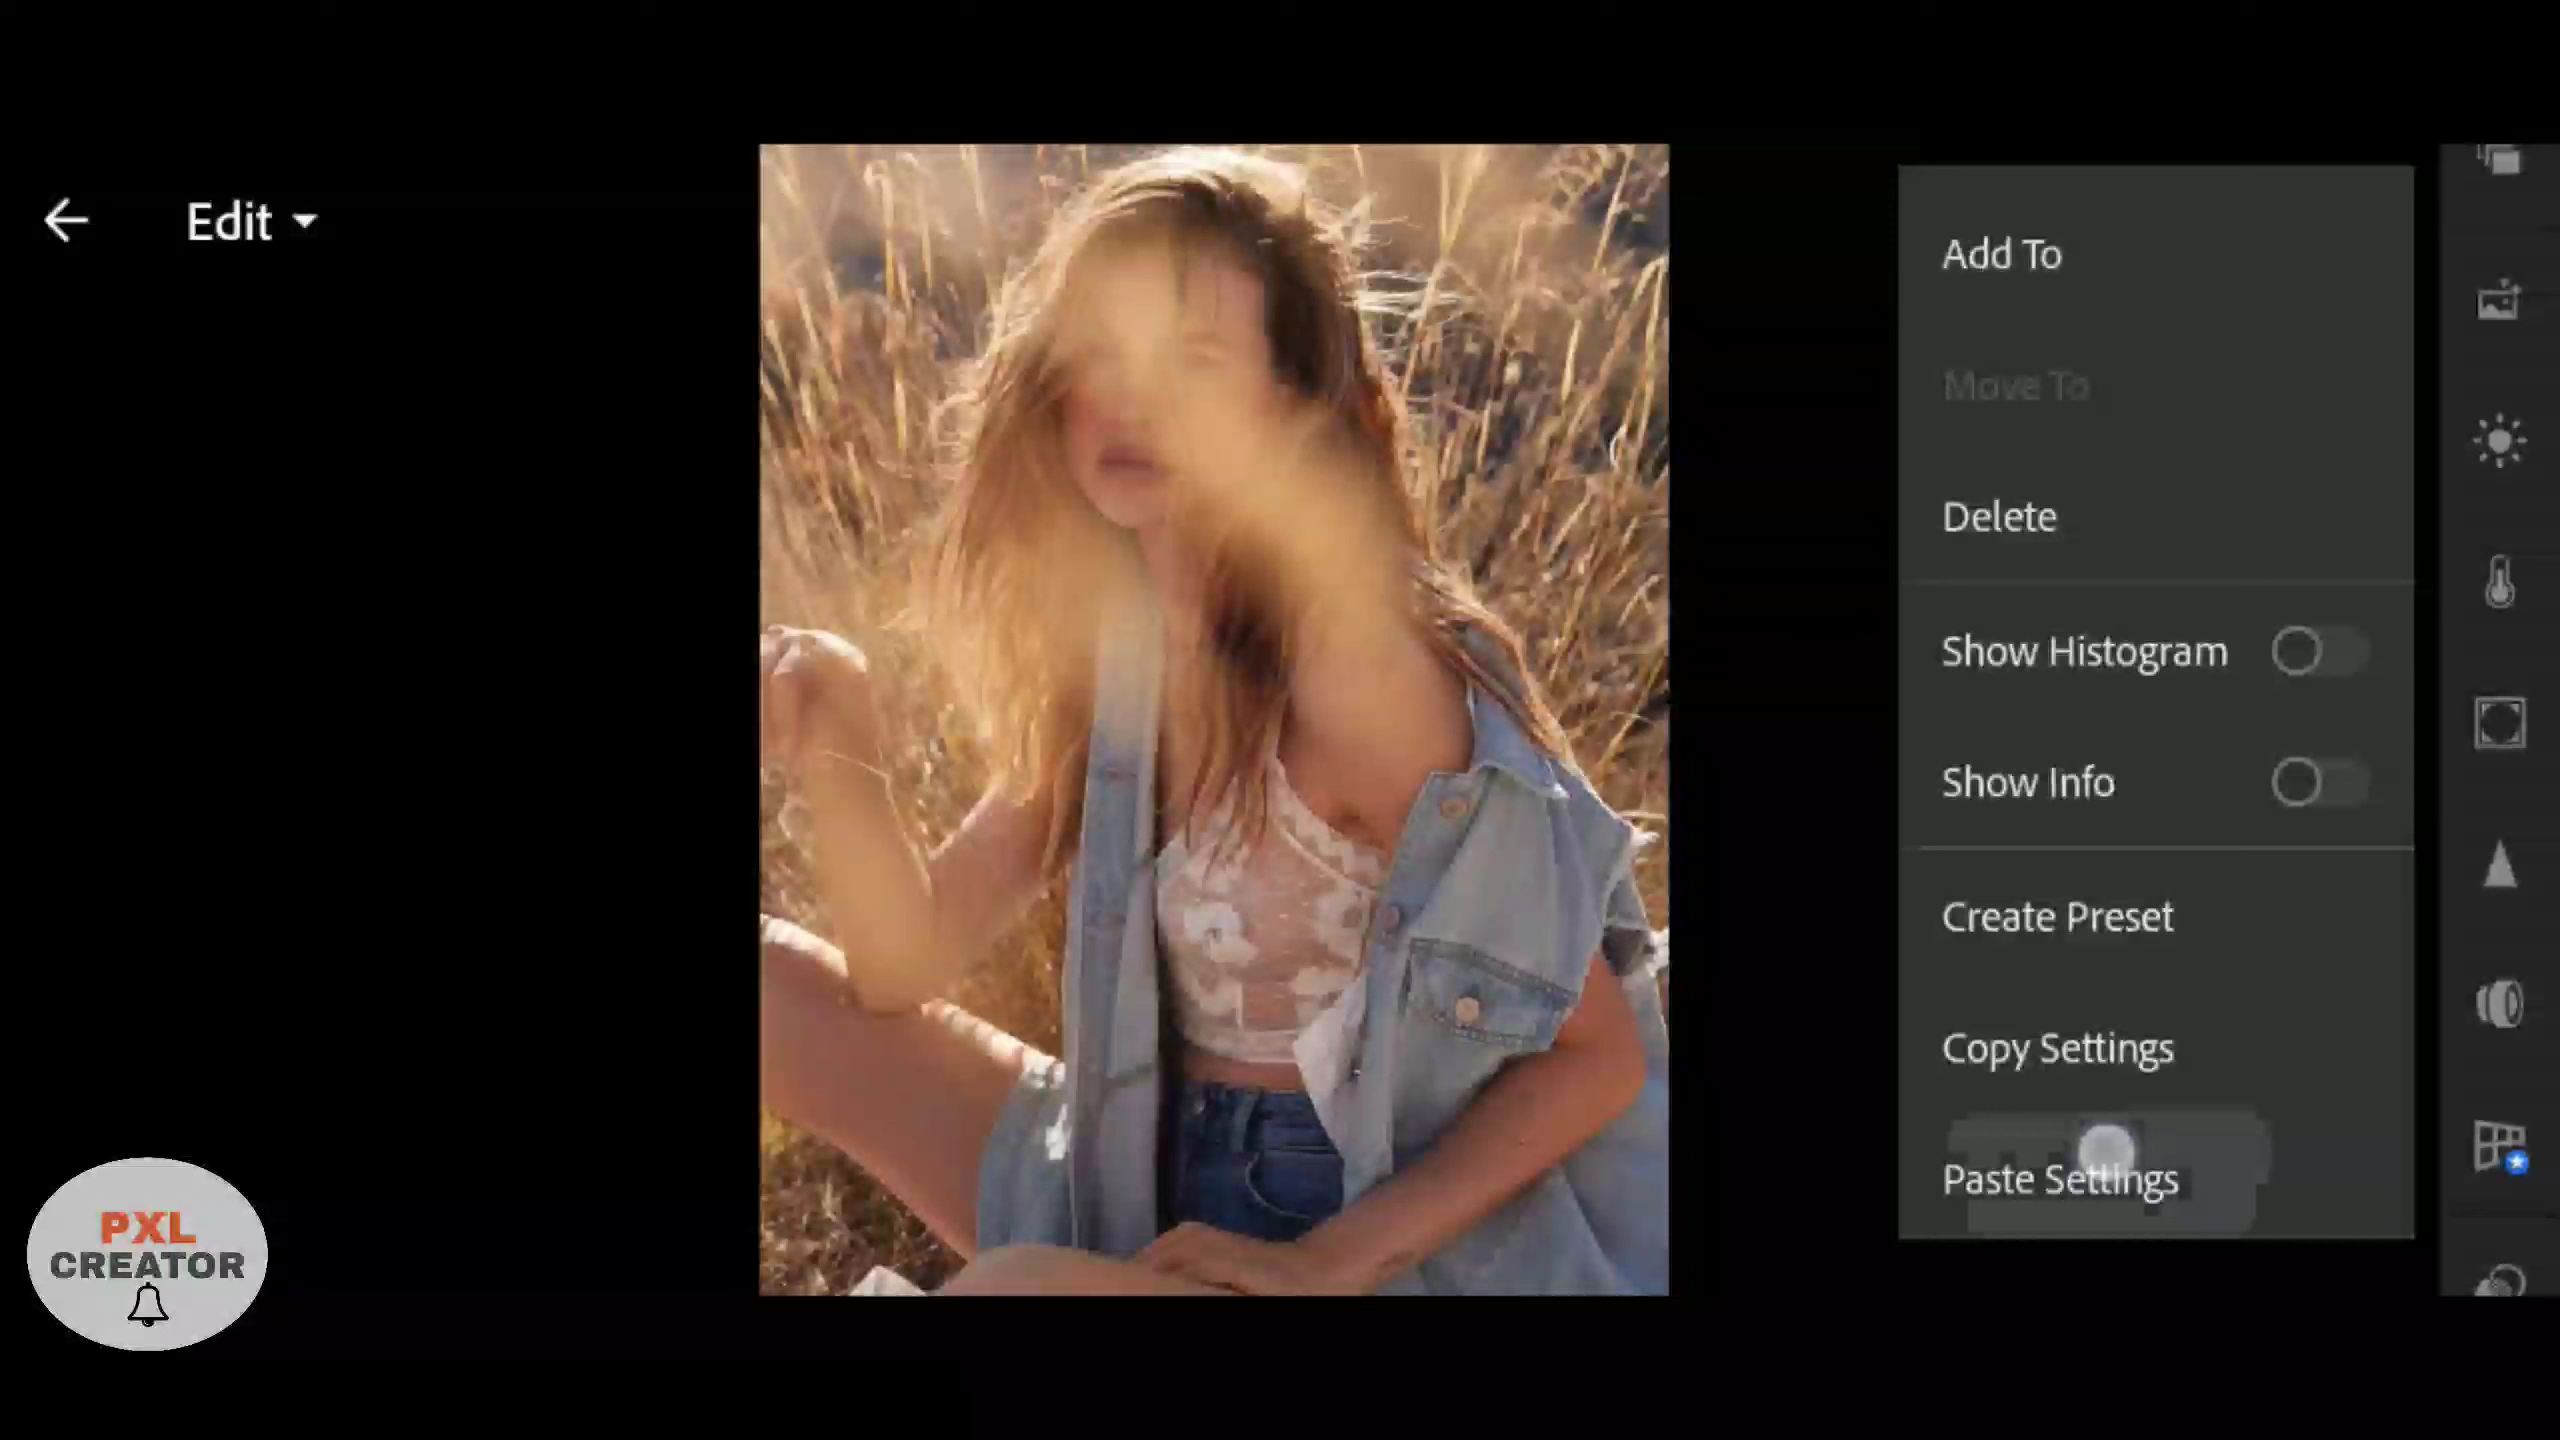 Edit
Add To
Move To
Delete
Show Histogram
Show Info
Create Preset
Copy Settings
Paste Settings
PXL
CREATOR